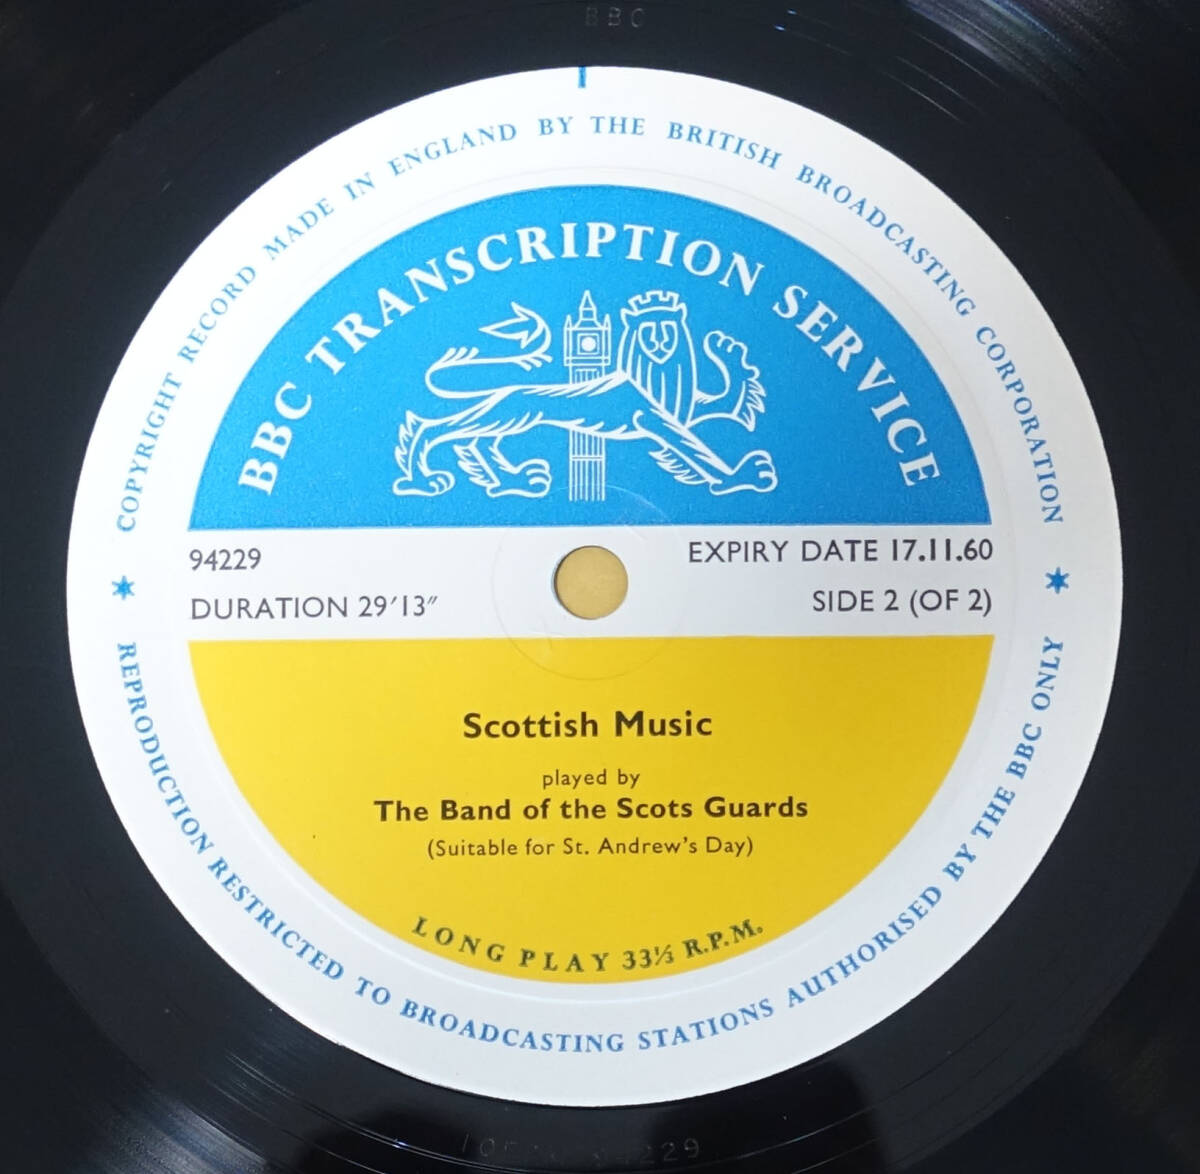 BBC
COPYRIGHT RECORD MADE IN ENGLAND BY THE BRITISH BROADCASTING CORPORATION
BBC TRANSCRIPTION SERVICE
94229
EXPIRY DATE 17.11.60
DURATION 29′13″
SIDE 2 (OF 2)
Scottish Music
played by
The Band of the Scots Guards
(Suitable for St. Andrew's Day)
LONG PLAY 33⅓ R.P.M.
REPRODUCTION RESTRICTED TO BROADCASTING STATIONS AUTHORISED BY THE BBC ONLY